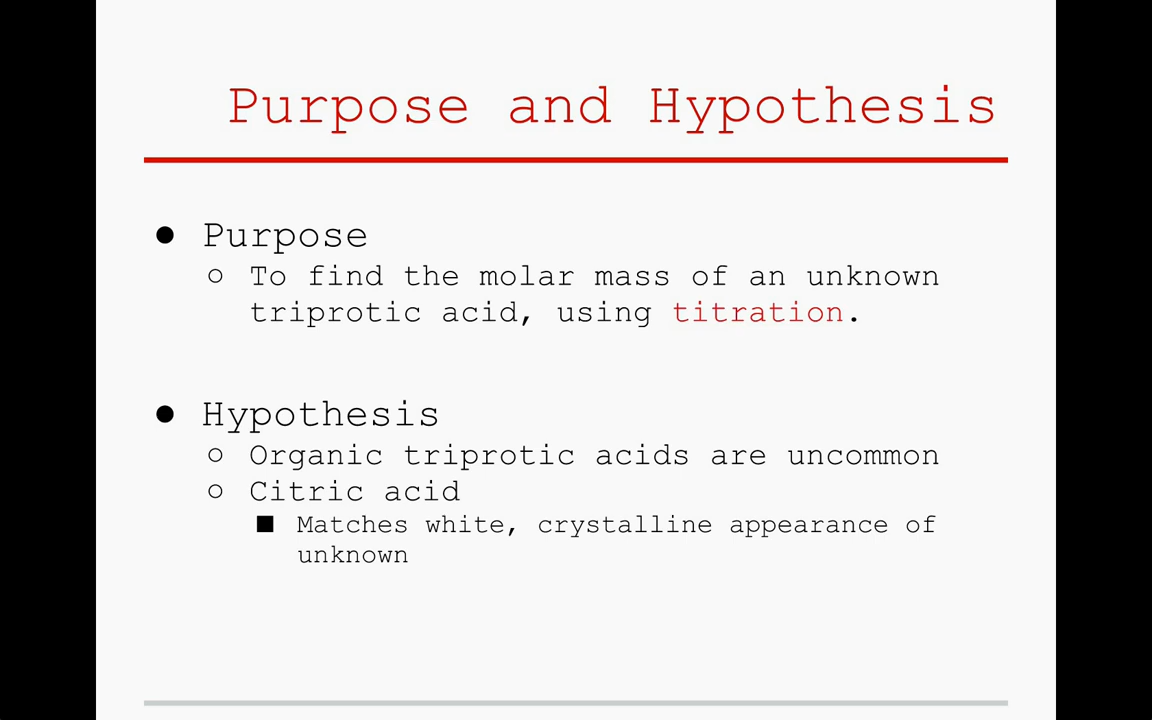 Purpose and Hypothesis
● Purpose
○ To find the molar mass of an unknown
triprotic acid, using titration.
● Hypothesis
○ Organic triprotic acids are uncommon
○ Citric acid
■ Matches white, crystalline appearance of
unknown